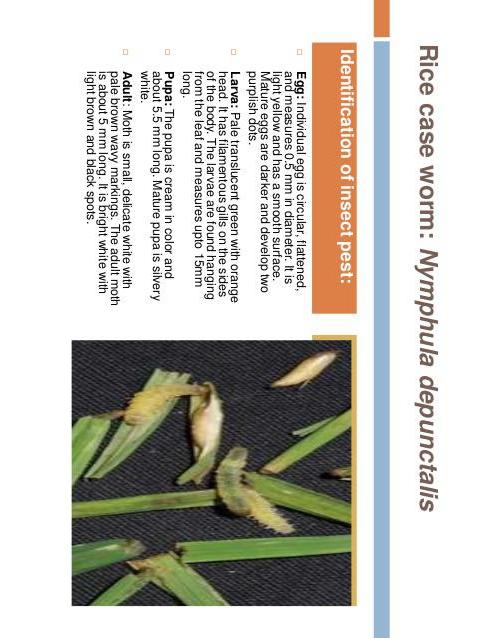 Rice case worm: Nymphula depunctalis
Identification of insect pest:
Egg: Individual egg is circular, flattened,
and measures 0.5 mm in diameter. It is
light yellow and has a smooth surface.
Mature eggs are darker and develop two
purplish dots.
Larva: Pale translucent green with orange
head. It has filamentous gills on the sides
of the body. The larvae are found hanging
from the leaf and measures upto 15mm
long.
Pupa: The pupa is cream in color and
about 5.5 mm long. Mature pupa is silvery
white.
Adult: Moth is small, delicate white with
pale brown wavy markings. The adult moth
is about 5 mm long. It is bright white with
light brown and black spots.